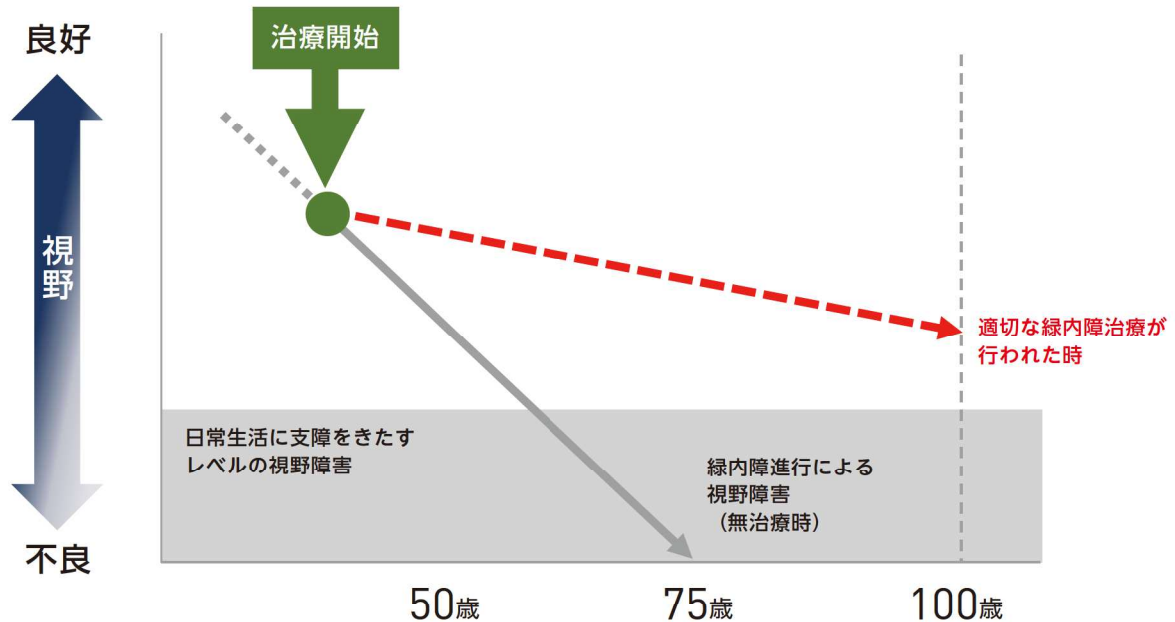 良好
治療開始
視野
適切な緑内障治療が
行われた時
日常生活に支障をきたす
レベルの視野障害
緑内障進行による
視野障害
（無治療時）
不良
50歳
75歳
100歳